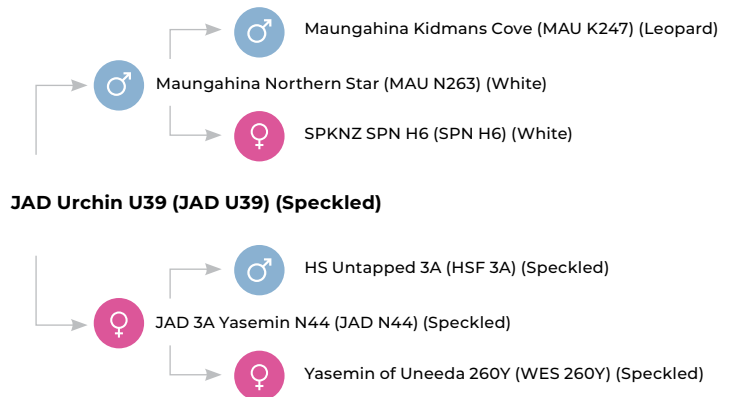 Maungahina Kidmans Cove (MAU K247) (Leopard)
Maungahina Northern Star (MAU N263) (White)
SPKNZ SPN H6 (SPN H6) (White)
JAD Urchin U39 (JAD U39) (Speckled)
HS Untapped 3A (HSF 3A) (Speckled)
JAD 3A Yasemin N44 (JAD N44) (Speckled)
Yasemin of Uneeda 260Y (WES 260Y) (Speckled)